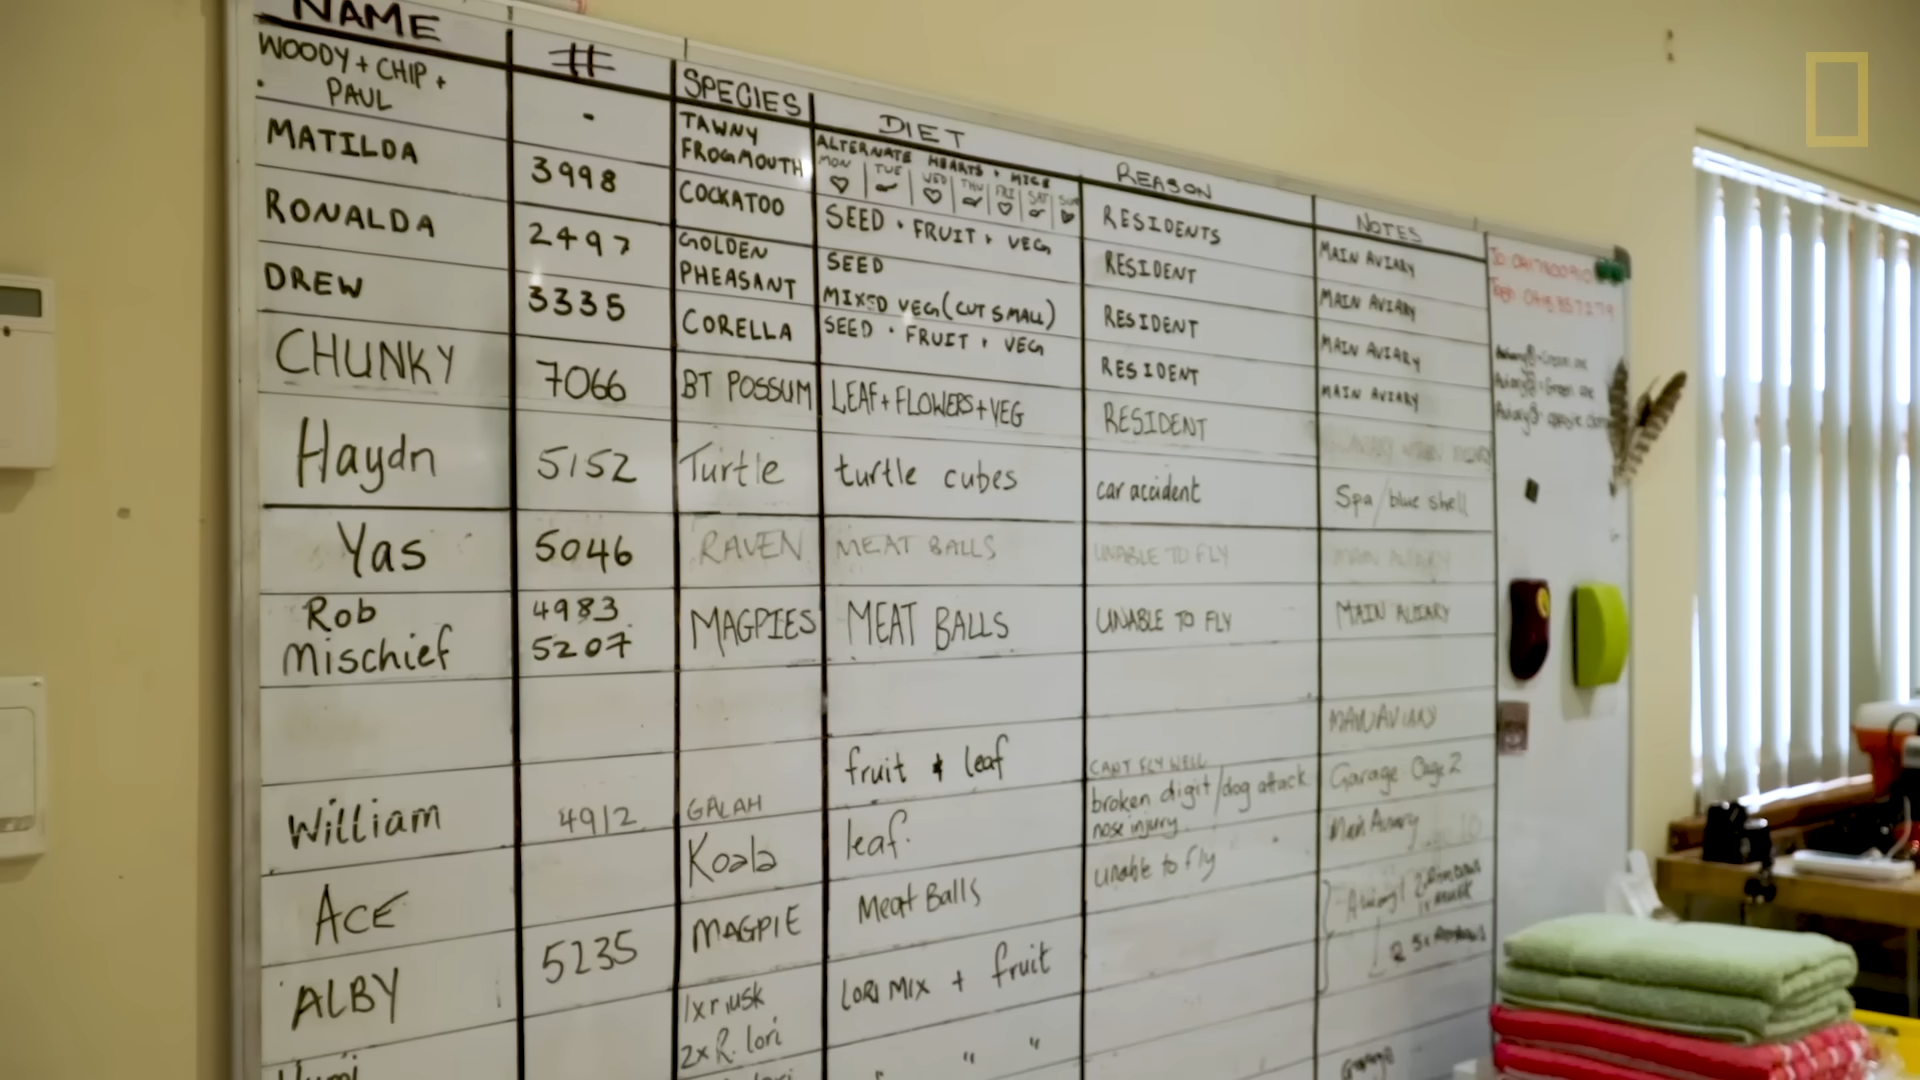 NAME # SPECIES DIET REASON NOTES
WOODY + CHIP + PAUL - TAWNY FROGMOUTH ALTERNATE HEARTS + MICE RESIDENTS MAIN AVIARY
MON TUE WED THU FRI SAT SUN
MATILDA 3998 COCKATOO SEED + FRUIT + VEG RESIDENT MAIN AVIARY
RONALDA 2497 GOLDEN PHEASANT SEED MIXED VEG (CUT SMALL) RESIDENT MAIN AVIARY
DREW 3335 CORELLA SEED + FRUIT + VEG RESIDENT MAIN AVIARY
CHUNKY 7066 BT POSSUM LEAF + FLOWERS + VEG RESIDENT
Haydn 5152 Turtle turtle cubes car accident Spa / blue shell
Yas 5046 RAVEN MEAT BALLS UNABLE TO FLY MAIN AVIARY
Rob 4983 MAGPIES MEAT BALLS UNABLE TO FLY MAIN AVIARY
Mischief 5207
MAIN AVIARY
William 4912 GALAH fruit & leaf CANT FLY WELL Garage Cage 2
ACE Koala leaf. broken digit / dog attack
nose injury Main Aviary
ALBY 5235 MAGPIE Meat Balls unable to fly
1x musk LORI MIX + fruit
2x R. lori " "
Garage